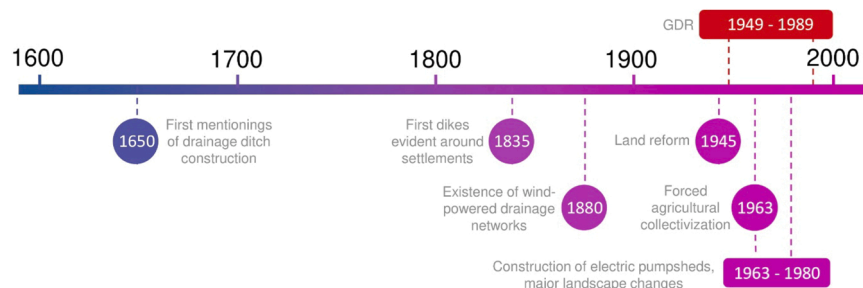 GDR
1949 - 1989
1600
1700
1800
1900
2000
1650
First mentionings
of drainage ditch
construction
First dikes
evident around
settlements
1835
Land reform
1945
Existence of wind-
powered drainage
networks
1880
Forced
agricultural
collectivization
1963
Construction of electric pumpsheds,
major landscape changes
1963 - 1980